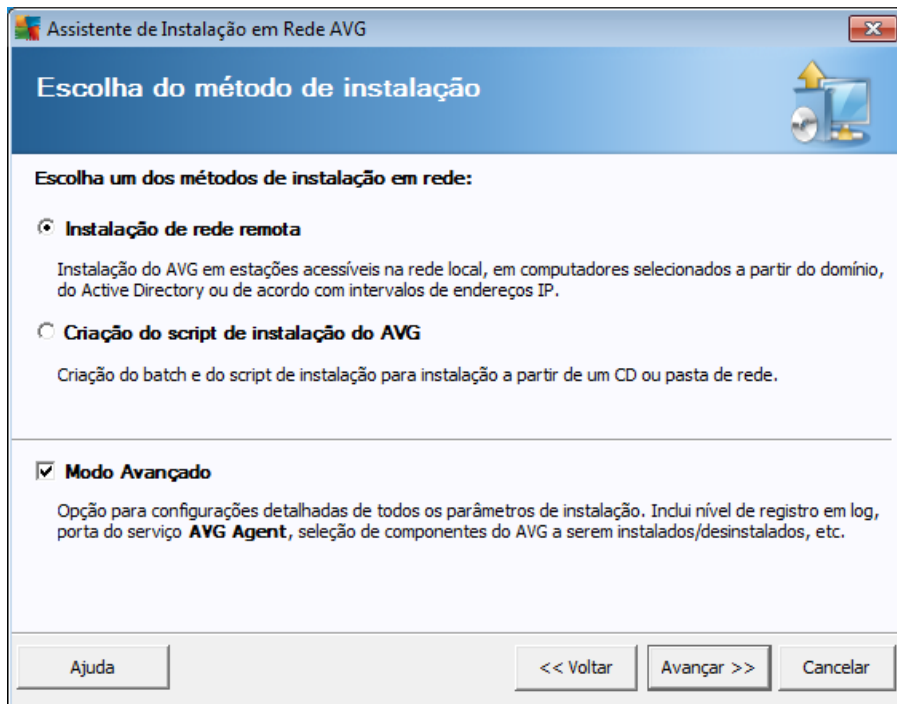 Assistente de Instalação em Rede AVG
Escolha do método de instalação
Escolha um dos métodos de instalação em rede:
Instalação de rede remota
Instalação do AVG em estações acessíveis na rede local, em computadores selecionados a partir do domínio,
do Active Directory ou de acordo com intervalos de endereços IP.
Criação do script de instalação do AVG
Criação do batch e do script de instalação para instalação a partir de um CD ou pasta de rede.
Modo Avançado
Opção para configurações detalhadas de todos os parâmetros de instalação. Inclui nível de registro em log,
porta do serviço AVG Agent, seleção de componentes do AVG a serem instalados/desinstalados, etc.
Ajuda
<< Voltar
Avançar >>
Cancelar